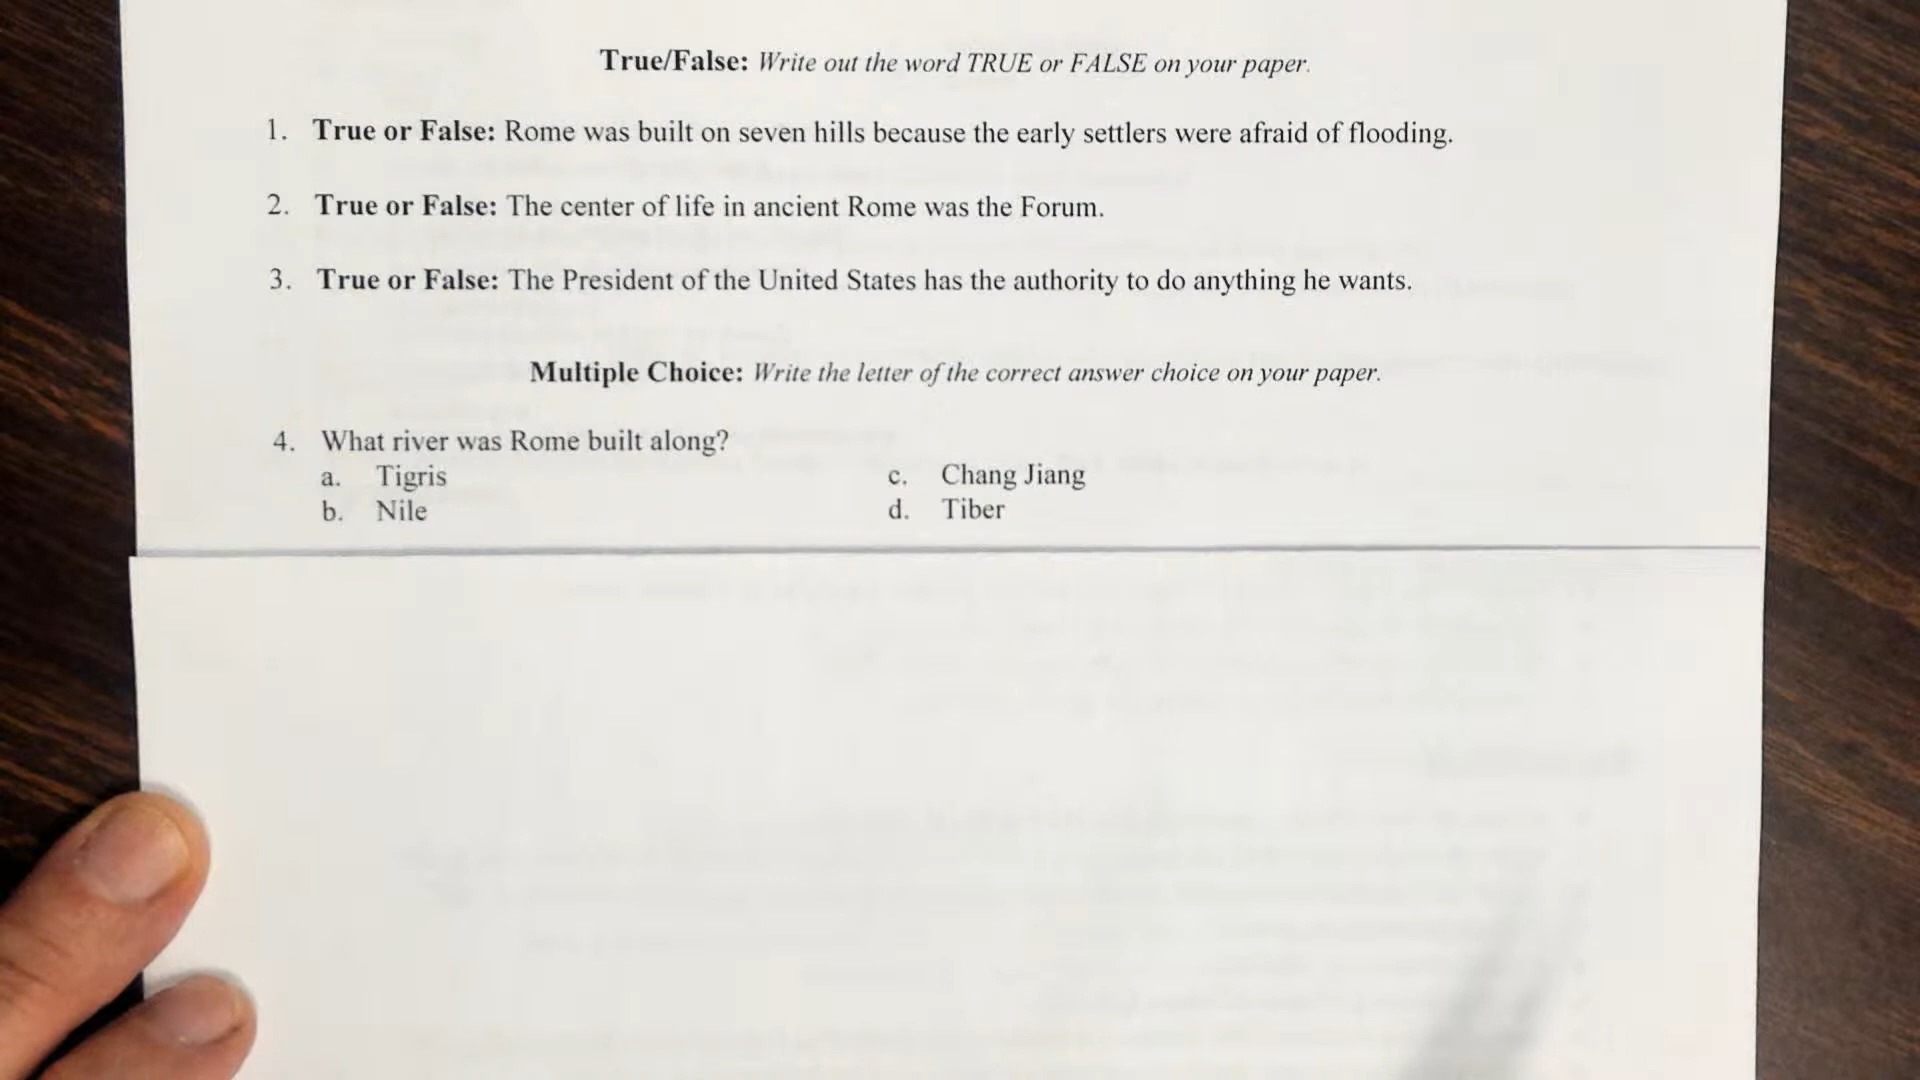 True/False: Write out the word TRUE or FALSE on your paper.
1. True or False: Rome was built on seven hills because the early settlers were afraid of flooding.
2. True or False: The center of life in ancient Rome was the Forum.
3. True or False: The President of the United States has the authority to do anything he wants.
Multiple Choice: Write the letter of the correct answer choice on your paper.
4. What river was Rome built along?
a. Tigris c. Chang Jiang
b. Nile d. Tiber